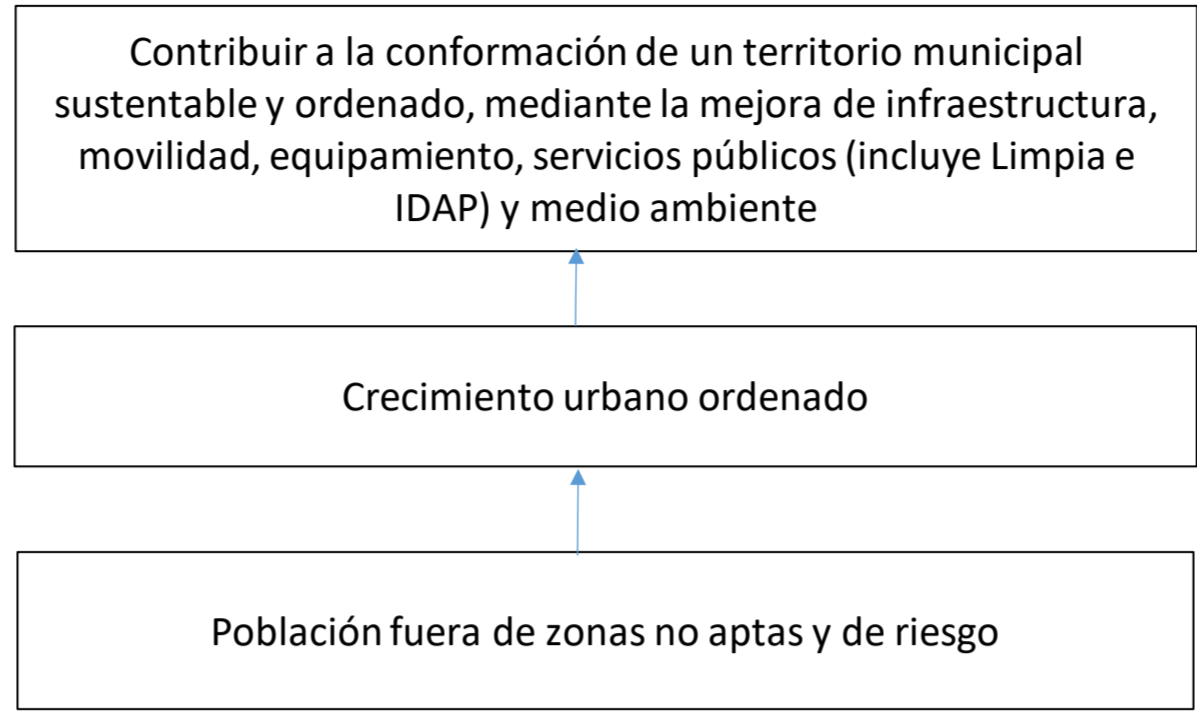 Contribuir a la conformación de un territorio municipal
sustentable y ordenado, mediante la mejora de infraestructura,
movilidad, equipamiento, servicios públicos (incluye Limpia e
IDAP) y medio ambiente
Crecimiento urbano ordenado
Población fuera de zonas no aptas y de riesgo